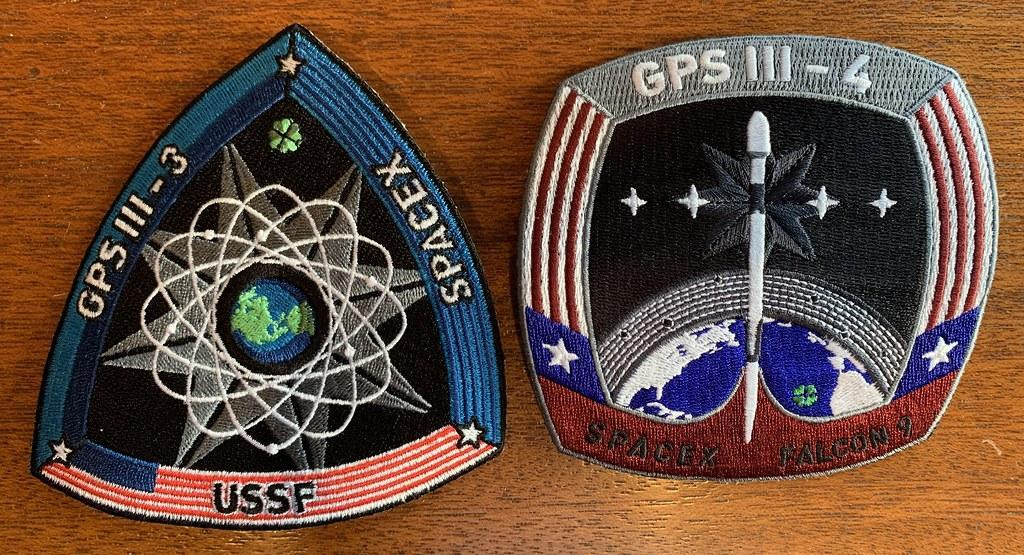 GPS III - 3
SPACEX
USSF
GPS III - 4
SPACEX FALCON 9